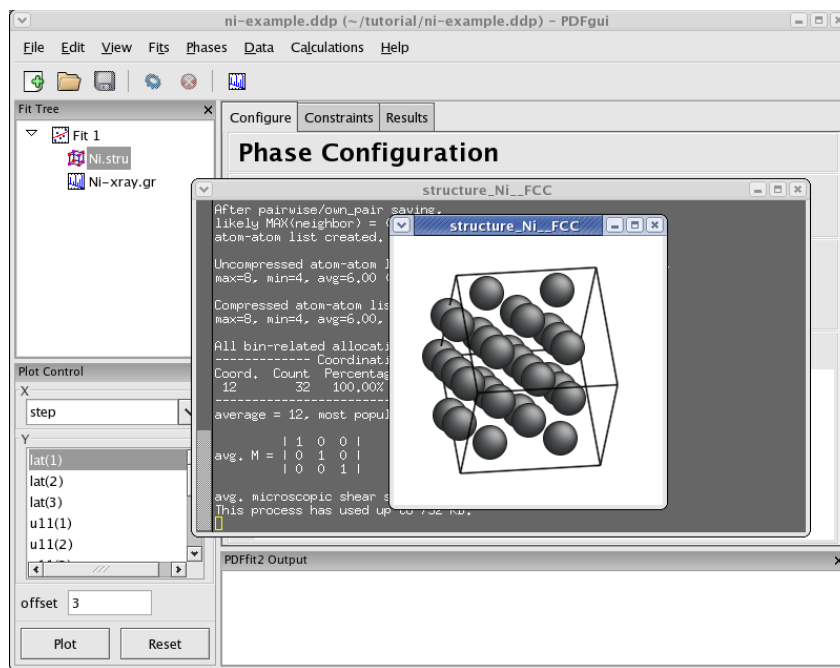 ni-example.ddp (~/tutorial/ni-example.ddp) - PDFgui
File Edit View Fits Phases Data Calculations Help
Fit Tree
Fit 1
Ni.stru
Ni-xray.gr
Configure Constraints Results
Phase Configuration
structure_Ni__FCC
After pairwise/own_pair saving,
likely MAX(neighbor) =
atom-atom list created.
Uncompressed atom-atom
max=8, min=4, avg=6.00
Compressed atom-atom lis
max=8, min=4, avg=6.00,
All bin-related allocati
------------- Coordinati
Coord. Count Percentag
12 32 100.00%
average = 12, most popul
| 1 0 0 |
avg. M = | 0 1 0 |
| 0 0 1 |
avg. microscopic shear s
This process has used up to 752 Kb.
structure_Ni__FCC
Plot Control
X
step
Y
lat(1)
lat(2)
lat(3)
u11(1)
u11(2)
offset 3
Plot Reset
PDFfit2 Output